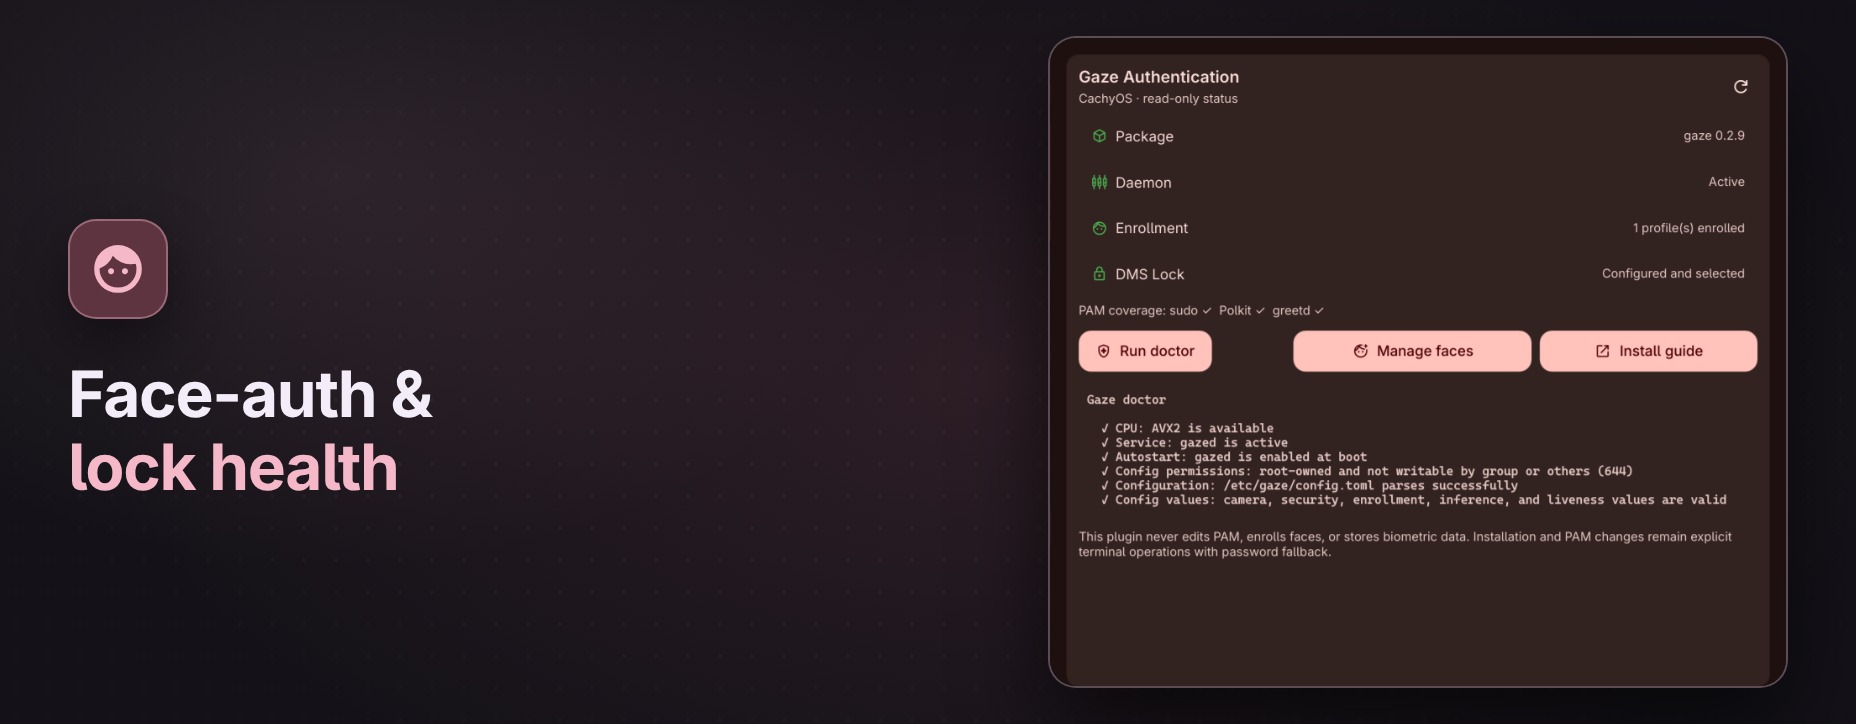 Face-auth &
lock health
Gaze Authentication
CachyOS · read-only status
Package gaze 0.2.9
Daemon Active
Enrollment 1 profile(s) enrolled
DMS Lock Configured and selected
PAM coverage: sudo ✓ Polkit ✓ greetd ✓
Run doctor Manage faces Install guide
Gaze doctor
✓ CPU: AVX2 is available
✓ Service: gazed is active
✓ Autostart: gazed is enabled at boot
✓ Config permissions: root-owned and not writable by group or others (644)
✓ Configuration: /etc/gaze/config.toml parses successfully
✓ Config values: camera, security, enrollment, inference, and liveness values are valid
This plugin never edits PAM, enrolls faces, or stores biometric data. Installation and PAM changes remain explicit
terminal operations with password fallback.